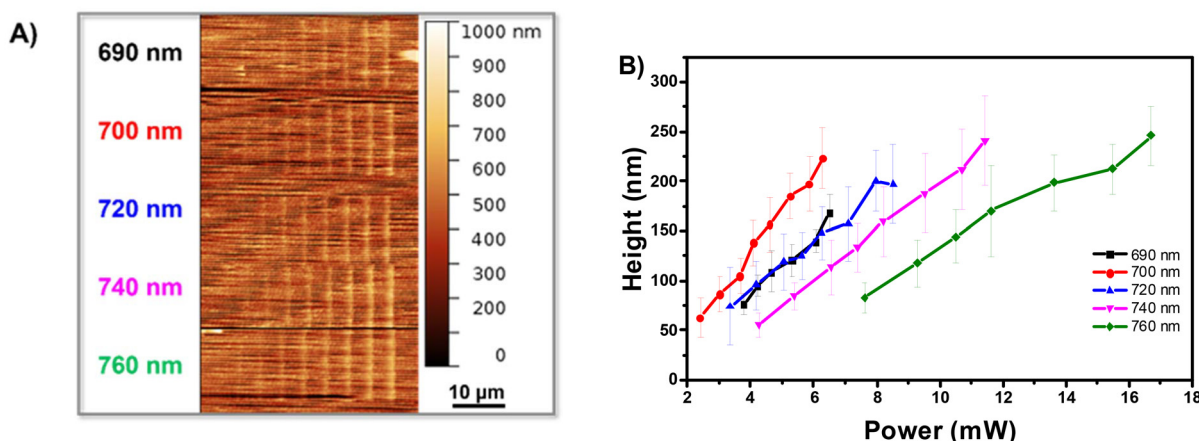 A)
690 nm
700 nm
720 nm
740 nm
760 nm
1000 nm
900
800
700
600
500
400
300
200
0
10 µm
B)
Height (nm)
300
250
200
150
100
50
0
2 4 6 8 10 12 14 16 18
Power (mW)
690 nm
700 nm
720 nm
740 nm
760 nm